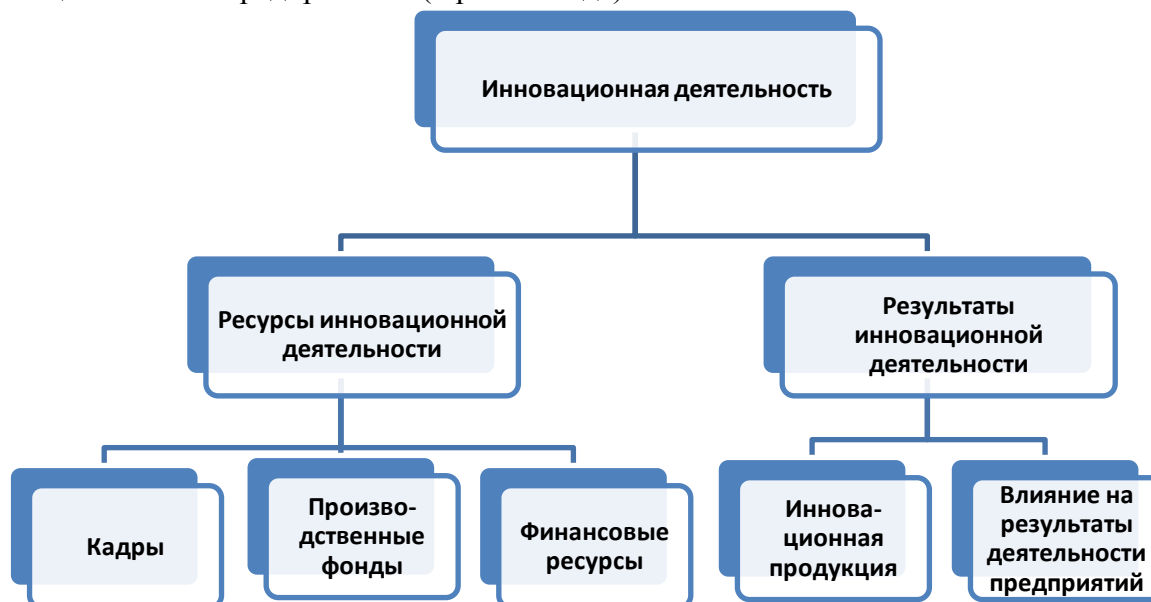 Инновационная деятельность
Ресурсы инновационной
деятельности
Результаты
инновационной
деятельности
Кадры
Произво-
дственные
фонды
Финансовые
ресурсы
Иннова-
ционная
продукция
Влияние на
результаты
деятельности
предприятий